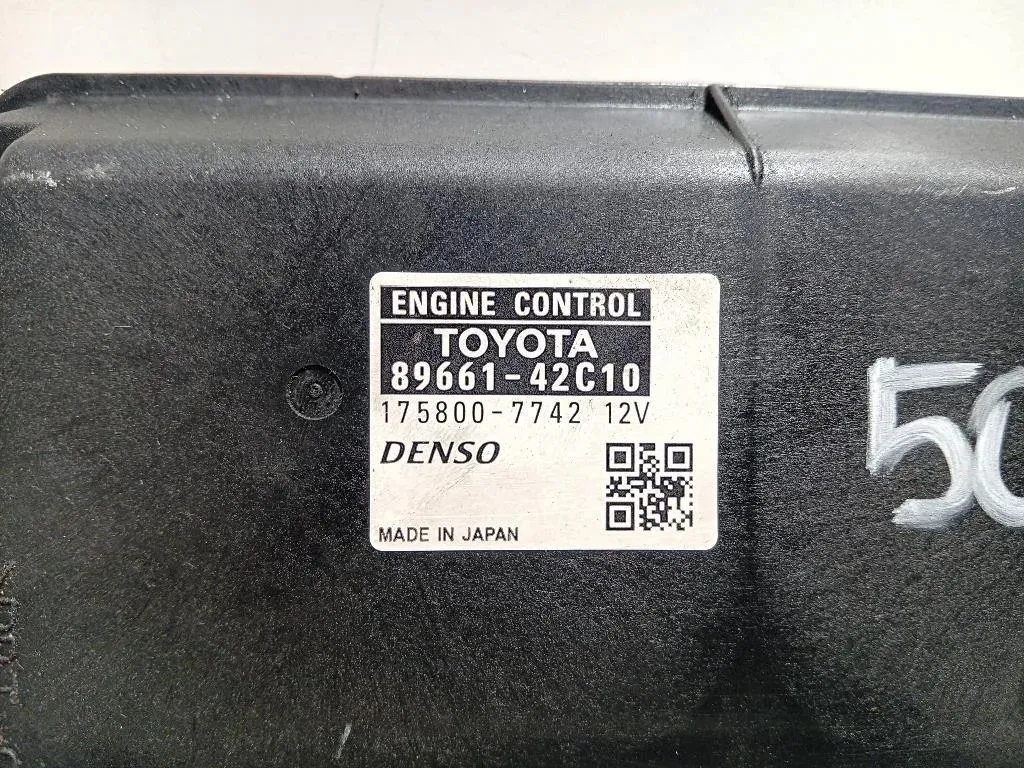 ENGINE CONTROL
TOYOTA
89661-42C10
175800-7742 12V
DENSO
MADE IN JAPAN
50